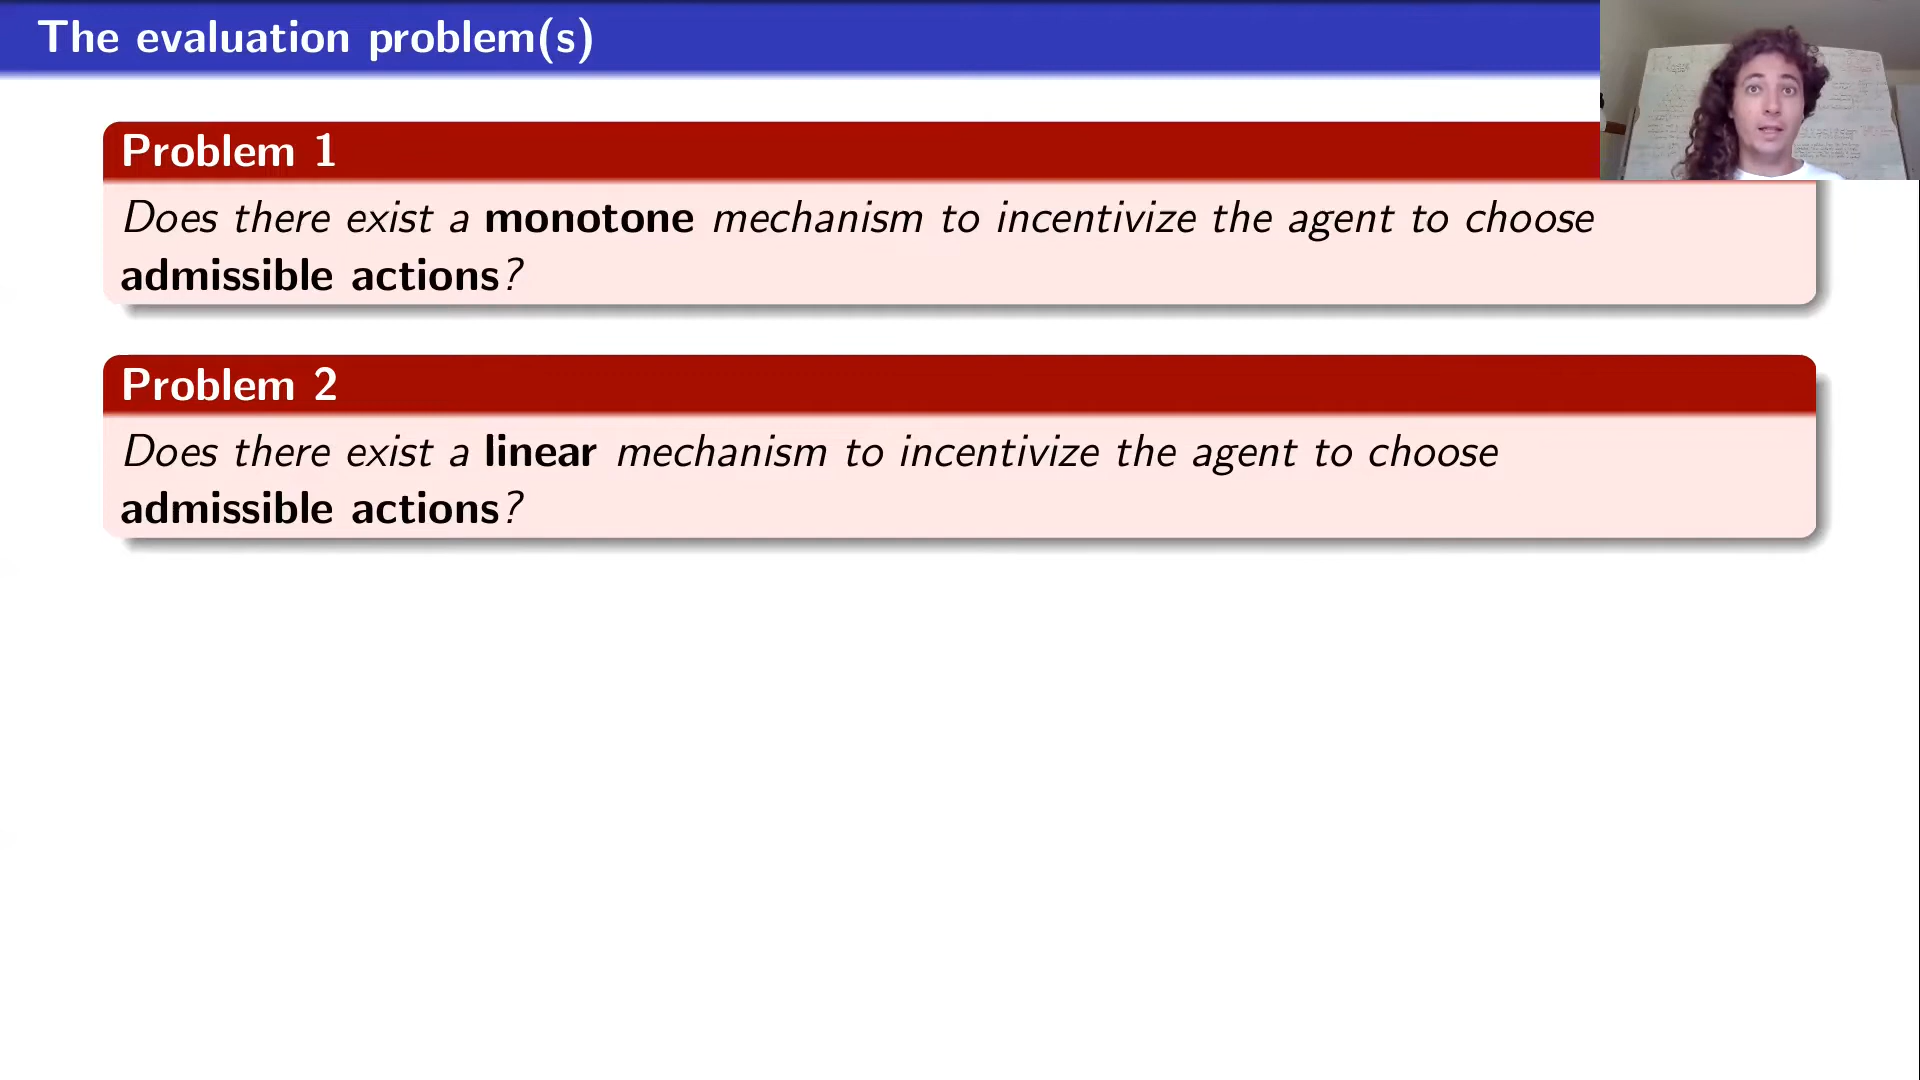 The evaluation problem(s)
Problem 1
Does there exist a monotone mechanism to incentivize the agent to choose
admissible actions?
Problem 2
Does there exist a linear mechanism to incentivize the agent to choose
admissible actions?